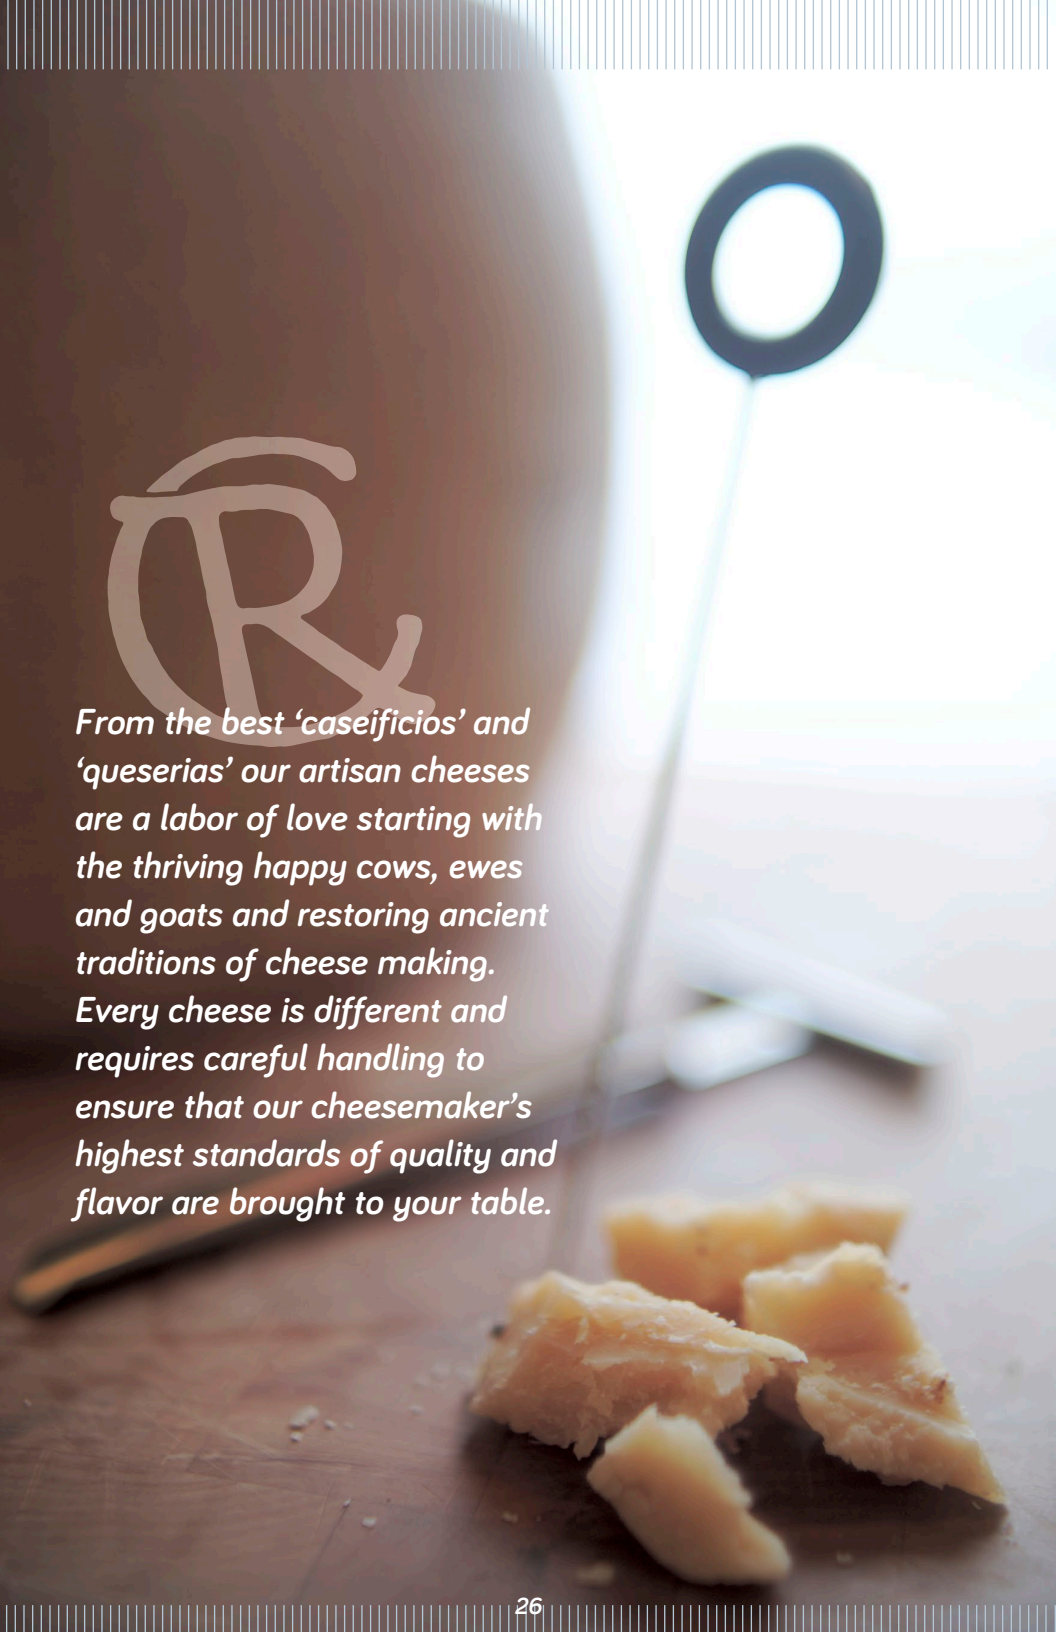 CR
From the best ‘caseificios’ and
‘queserias’ our artisan cheeses
are a labor of love starting with
the thriving happy cows, ewes
and goats and restoring ancient
traditions of cheese making.
Every cheese is different and
requires careful handling to
ensure that our cheesemaker’s
highest standards of quality and
flavor are brought to your table.
26